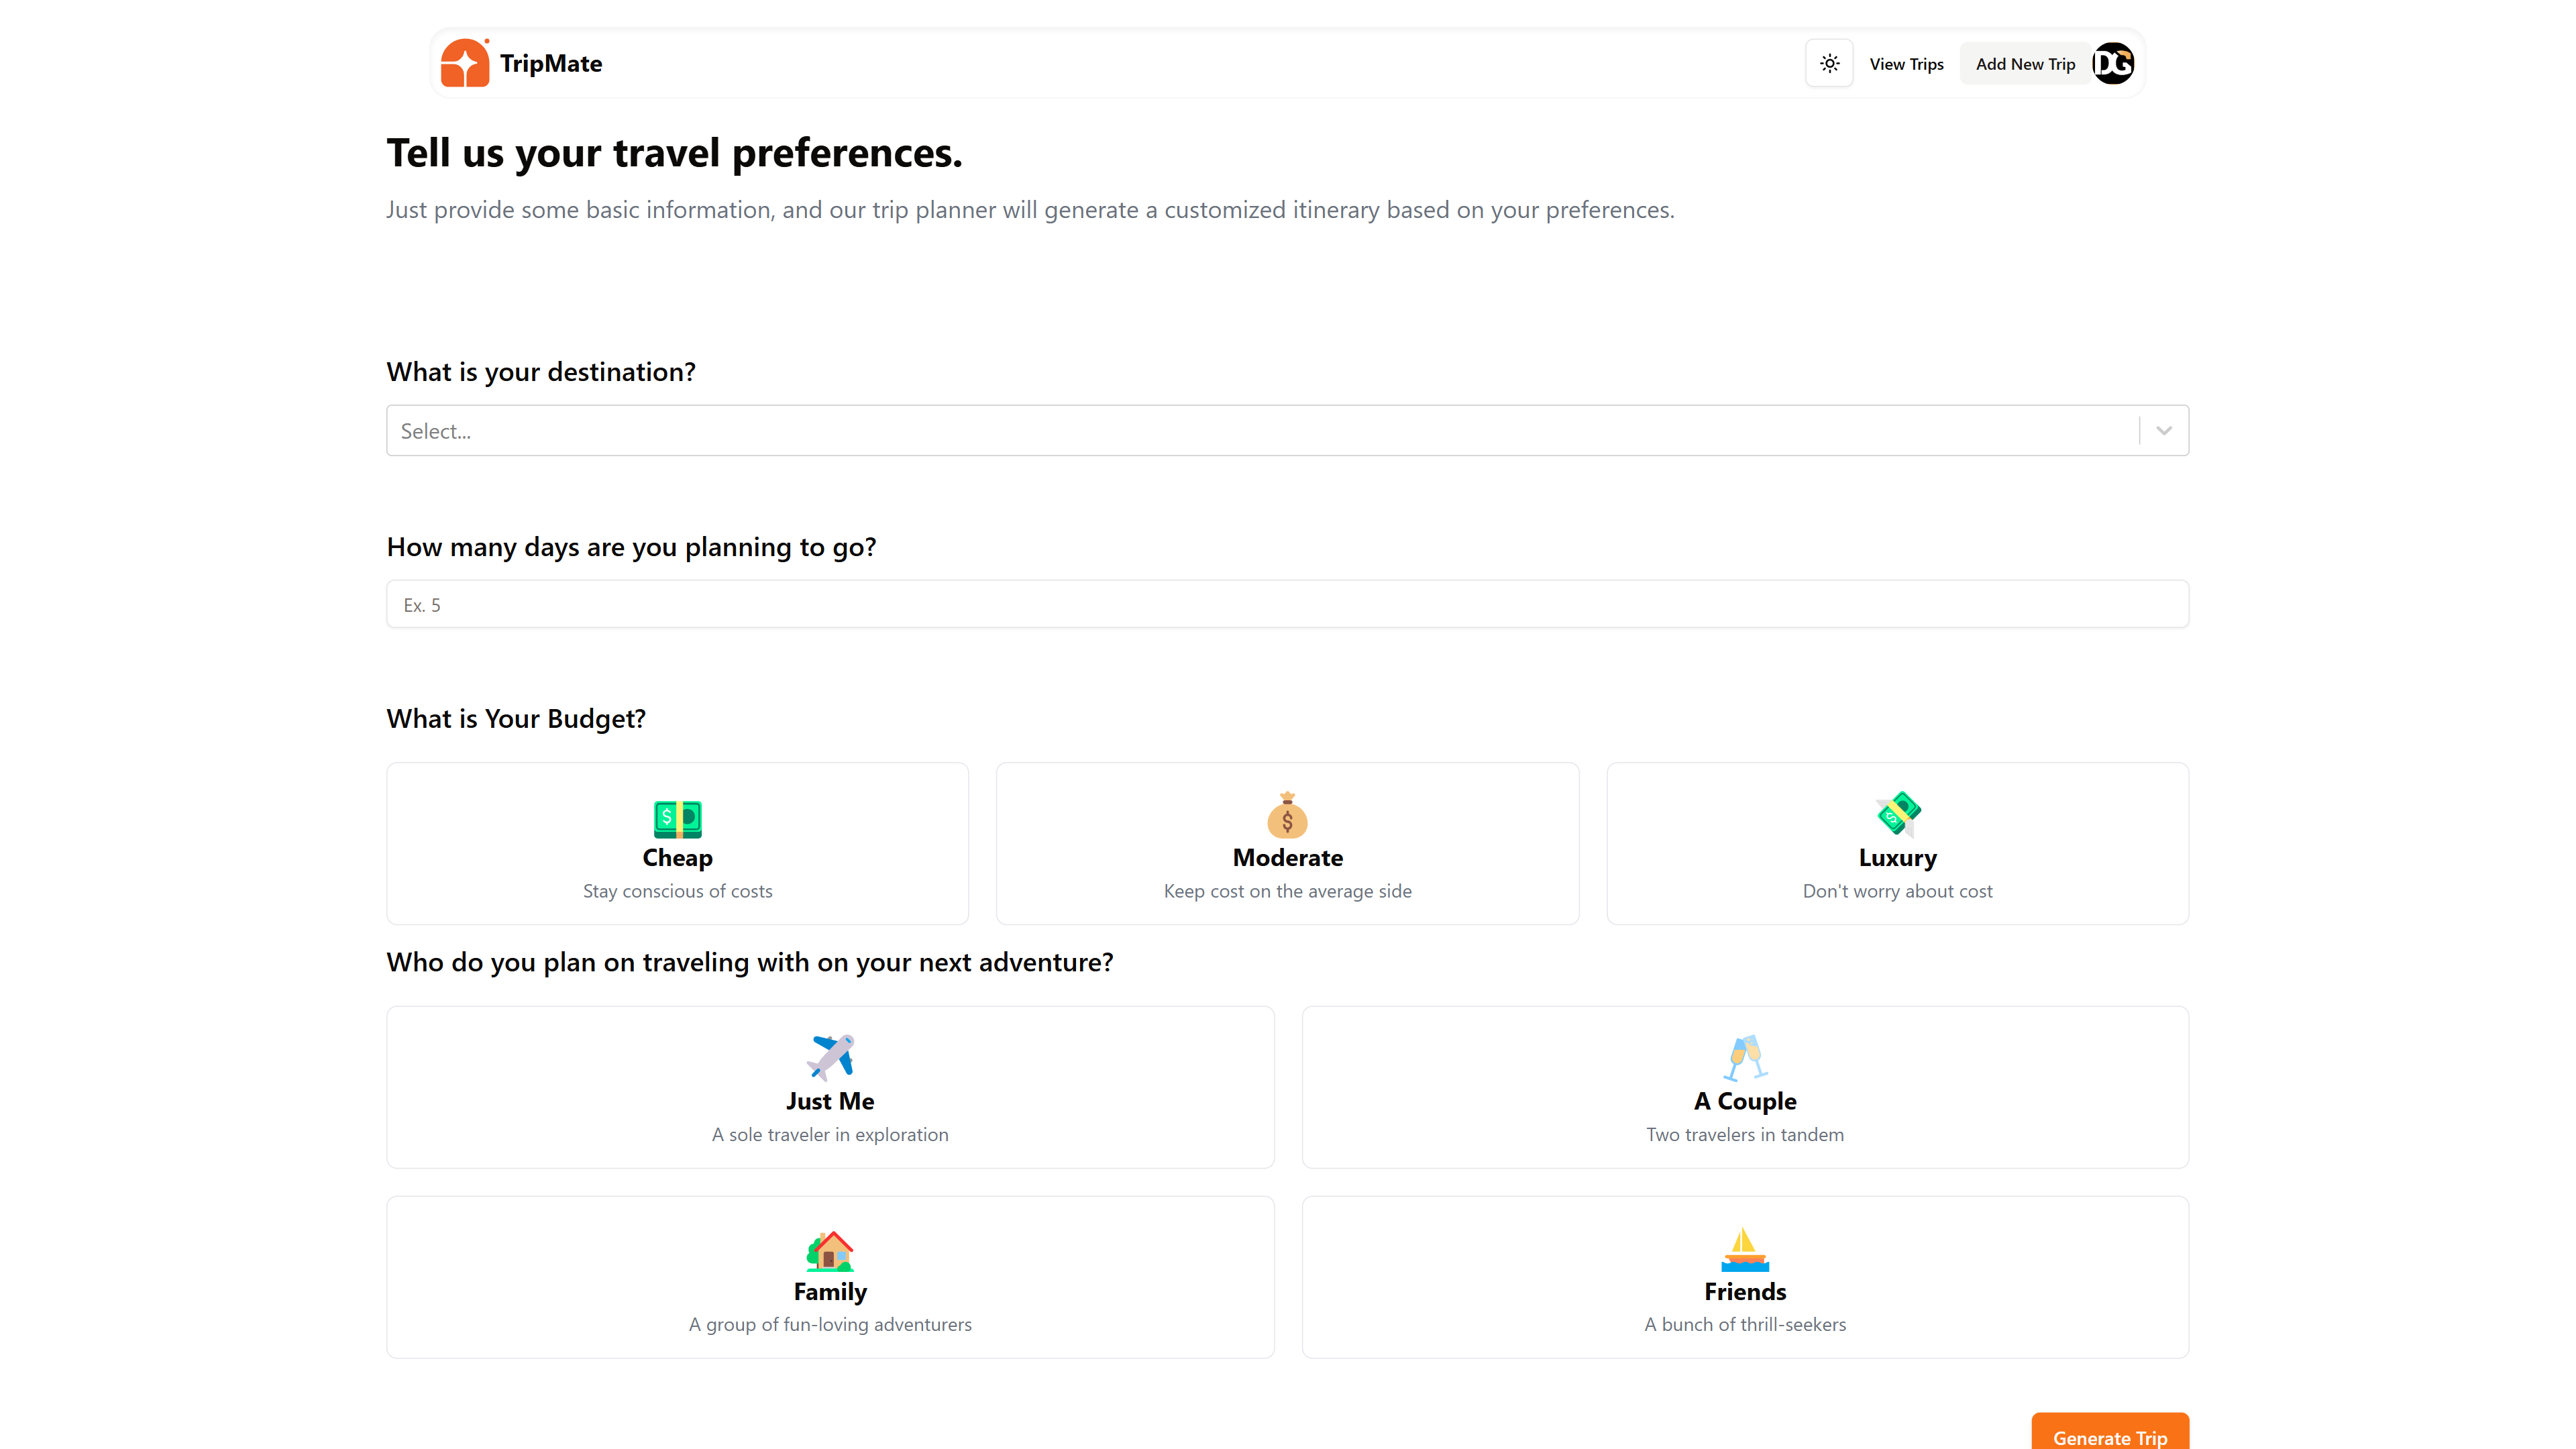 TripMate
View Trips
Add New Trip
DG
Tell us your travel preferences.
Just provide some basic information, and our trip planner will generate a customized itinerary based on your preferences.
What is your destination?
Select...
How many days are you planning to go?
Ex. 5
What is Your Budget?
Cheap
Stay conscious of costs
Moderate
Keep cost on the average side
Luxury
Don't worry about cost
Who do you plan on traveling with on your next adventure?
Just Me
A sole traveler in exploration
A Couple
Two travelers in tandem
Family
A group of fun-loving adventurers
Friends
A bunch of thrill-seekers
Generate Trip